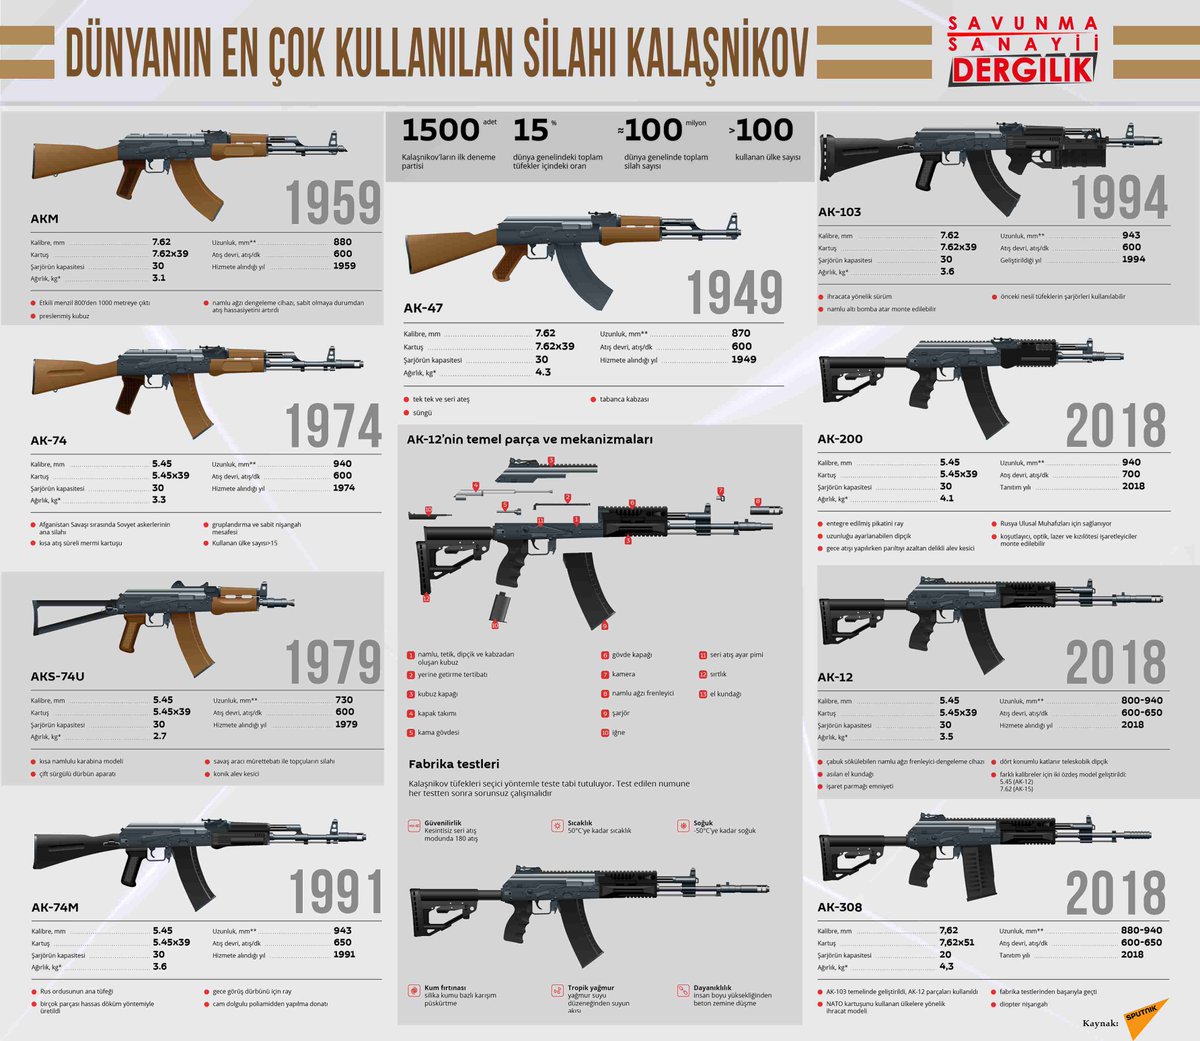 DÜNYANIN EN ÇOK KULLANILAN SİLAHI KALAŞNİKOV
SAVUNMA
SANAYİİ
DERGİLİK
1959
AKM
Kalibre, mm 7.62
Kartuş 7.62x39
Şarjörün kapasitesi 30
Ağırlık, kg* 3.1
Uzunluk, mm** 880
Atış devri, atış/dk 600
Hizmete alındığı yıl 1959
Etkili menzil 800'den 1000 metreye çıktı
preslenmiş kubuz
namlu ağzı dengeleme cihazı, sabit olmaya durumdan
atış hassasiyetini artırdı
1974
AK-74
Kalibre, mm 5.45
Kartuş 5.45x39
Şarjörün kapasitesi 30
Ağırlık, kg* 3.3
Uzunluk, mm** 940
Atış devri, atış/dk 600
Hizmete alındığı yıl 1974
Afganistan Savaşı sırasında Sovyet askerlerinin
ana silahı
kısa atış süreli mermi kartuşu
gruplandırma ve sabit nişangah
mesafesi
Kullanan ülke sayısı>15
1979
AKS-74U
Kalibre, mm 5.45
Kartuş 5.45x39
Şarjörün kapasitesi 30
Ağırlık, kg* 2.7
Uzunluk, mm** 730
Atış devri, atış/dk 600
Hizmete alındığı yıl 1979
kısa namlulu karabina modeli
çift sürgülü dürbün aparatı
savaş aracı mürettebatı ile topçuların silahı
konik alev kesici
1991
AK-74M
Kalibre, mm 5.45
Kartuş 5.45x39
Şarjörün kapasitesi 30
Ağırlık, kg* 3.6
Uzunluk, mm** 943
Atış devri, atış/dk 650
Hizmete alındığı yıl 1991
Rus ordusunun ana tüfeği
birçok parçası hassas döküm yöntemiyle
üretildi
gece görüş dürbünü için ray
cam dolgulu poliamidden yapılma donatı
1500 adet
Kalaşnikov'ların ilk deneme
partisi
15 %
dünya genelindeki toplam
tüfekler içindeki oran
≈100 milyon
dünya genelinde toplam
silah sayısı
>100
kullanan ülke sayısı
1949
AK-47
Kalibre, mm 7.62
Kartuş 7.62x39
Şarjörün kapasitesi 30
Ağırlık, kg* 4.3
Uzunluk, mm** 870
Atış devri, atış/dk 600
Hizmete alındığı yıl 1949
tek tek ve seri ateş
süngü
tabanca kabzası
AK-12'nin temel parça ve mekanizmaları
1 namlu, tetik, dipçik ve kabzadan
oluşan kubuz
2 yerine getirme tertibatı
3 kubuz kapağı
4 kapak takımı
5 kama gövdesi
6 gövde kapağı
7 kamera
8 namlu ağzı frenleyici
9 şarjör
10 iğne
11 seri atış ayar pimi
12 sırtlık
13 el kundağı
Fabrika testleri
Kalaşnikov tüfekleri seçici yöntemle teste tabi tutuluyor. Test edilen numune
her testten sonra sorunsuz çalışmalıdır
Güvenilirlik
Kesintisiz seri atış
modunda 180 atış
Sıcaklık
50°C'ye kadar sıcaklık
Soğuk
-50°C'ye kadar soğuk
Kum fırtınası
silika kumu bazlı karışım
püskürtme
Tropik yağmur
yağmur suyu
düzeneğinden suyun
akışı
Dayanıklılık
insan boyu yüksekliğinden
beton zemine düşme
1994
AK-103
Kalibre, mm 7.62
Kartuş 7.62x39
Şarjörün kapasitesi 30
Ağırlık, kg* 3.6
Uzunluk, mm** 943
Atış devri, atış/dk 600
Geliştirildiği yıl 1994
ihracata yönelik sürüm
namlu altı bomba atar monte edilebilir
önceki nesil tüfeklerin şarjörleri kullanılabilir
2018
AK-200
Kalibre, mm 5.45
Kartuş 5.45x39
Şarjörün kapasitesi 30
Ağırlık, kg* 4.1
Uzunluk, mm** 940
Atış devri, atış/dk 700
Tanıtım yılı 2018
entegre edilmiş pikatini ray
uzunluğu ayarlanabilen dipçik
gece atışı yapılırken parıltıyı azaltan delikli alev kesici
Rusya Ulusal Muhafızları için sağlanıyor
koşutlayıcı, optik, lazer ve kızılötesi işaretleyiciler
monte edilebilir
2018
AK-12
Kalibre, mm 5.45
Kartuş 5.45x39
Şarjörün kapasitesi 30
Ağırlık, kg* 3.5
Uzunluk, mm** 800-940
Atış devri, atış/dk 600-650
Hizmete alındığı yıl 2018
çabuk sökülebilen namlu ağzı frenleyici-dengeleme cihazı
asılan el kundağı
işaret parmağı emniyeti
dört konumlu katlanır teleskobik dipçik
farklı kalibreler için iki özdeş model geliştirildi:
5.45 (AK-12)
7.62 (AK-15)
2018
AK-308
Kalibre, mm 7,62
Kartuş 7,62x51
Şarjörün kapasitesi 20
Ağırlık, kg* 4,3
Uzunluk, mm** 880-940
Atış devri, atış/dk 600-650
Tanıtım yılı 2018
AK-103 temelinde geliştirildi, AK-12 parçaları kullanıldı
NATO kartuşunu kullanan ülkelere yönelik
ihracat modeli
fabrika testlerinden başarıyla geçti
diopter nişangah
Kaynak:
SPUTNIK